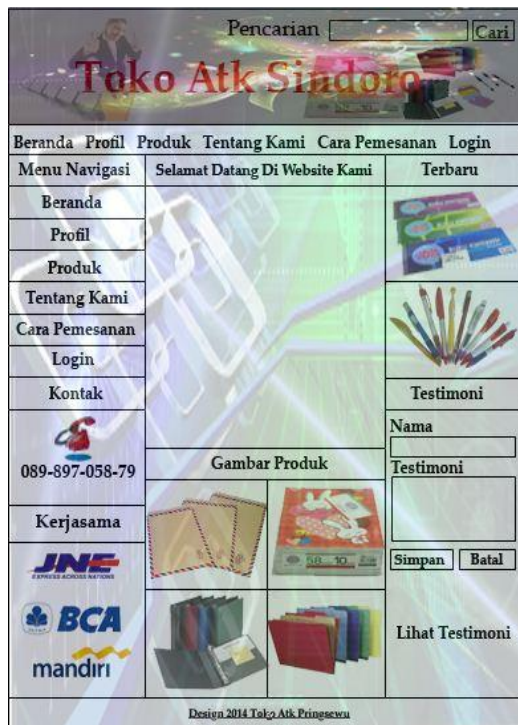 Pencarian Cari
Toko Atk Sindoro
Beranda Profil Produk Tentang Kami Cara Pemesanan Login
Menu Navigasi
Beranda
Profil
Produk
Tentang Kami
Cara Pemesanan
Login
Kontak
089-897-058-79
Kerjasama
JNE
EXPRESS ACROSS NATIONS
BCA
mandiri
Selamat Datang Di Website Kami
Gambar Produk
58 10
Terbaru
Testimoni
Nama
Testimoni
Simpan Batal
Lihat Testimoni
Design 2014 Toko Atk Pringsewu